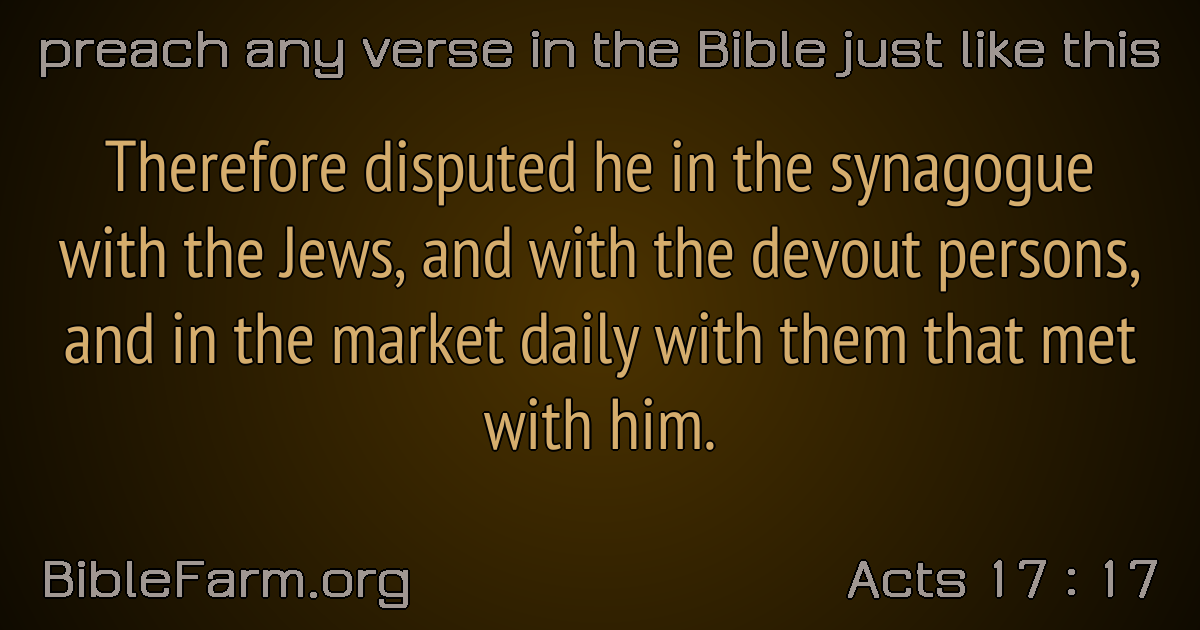 preach any verse in the Bible just like this
Therefore disputed he in the synagogue
with the Jews, and with the devout persons,
and in the market daily with them that met
with him.
BibleFarm.org
Acts 17 : 17